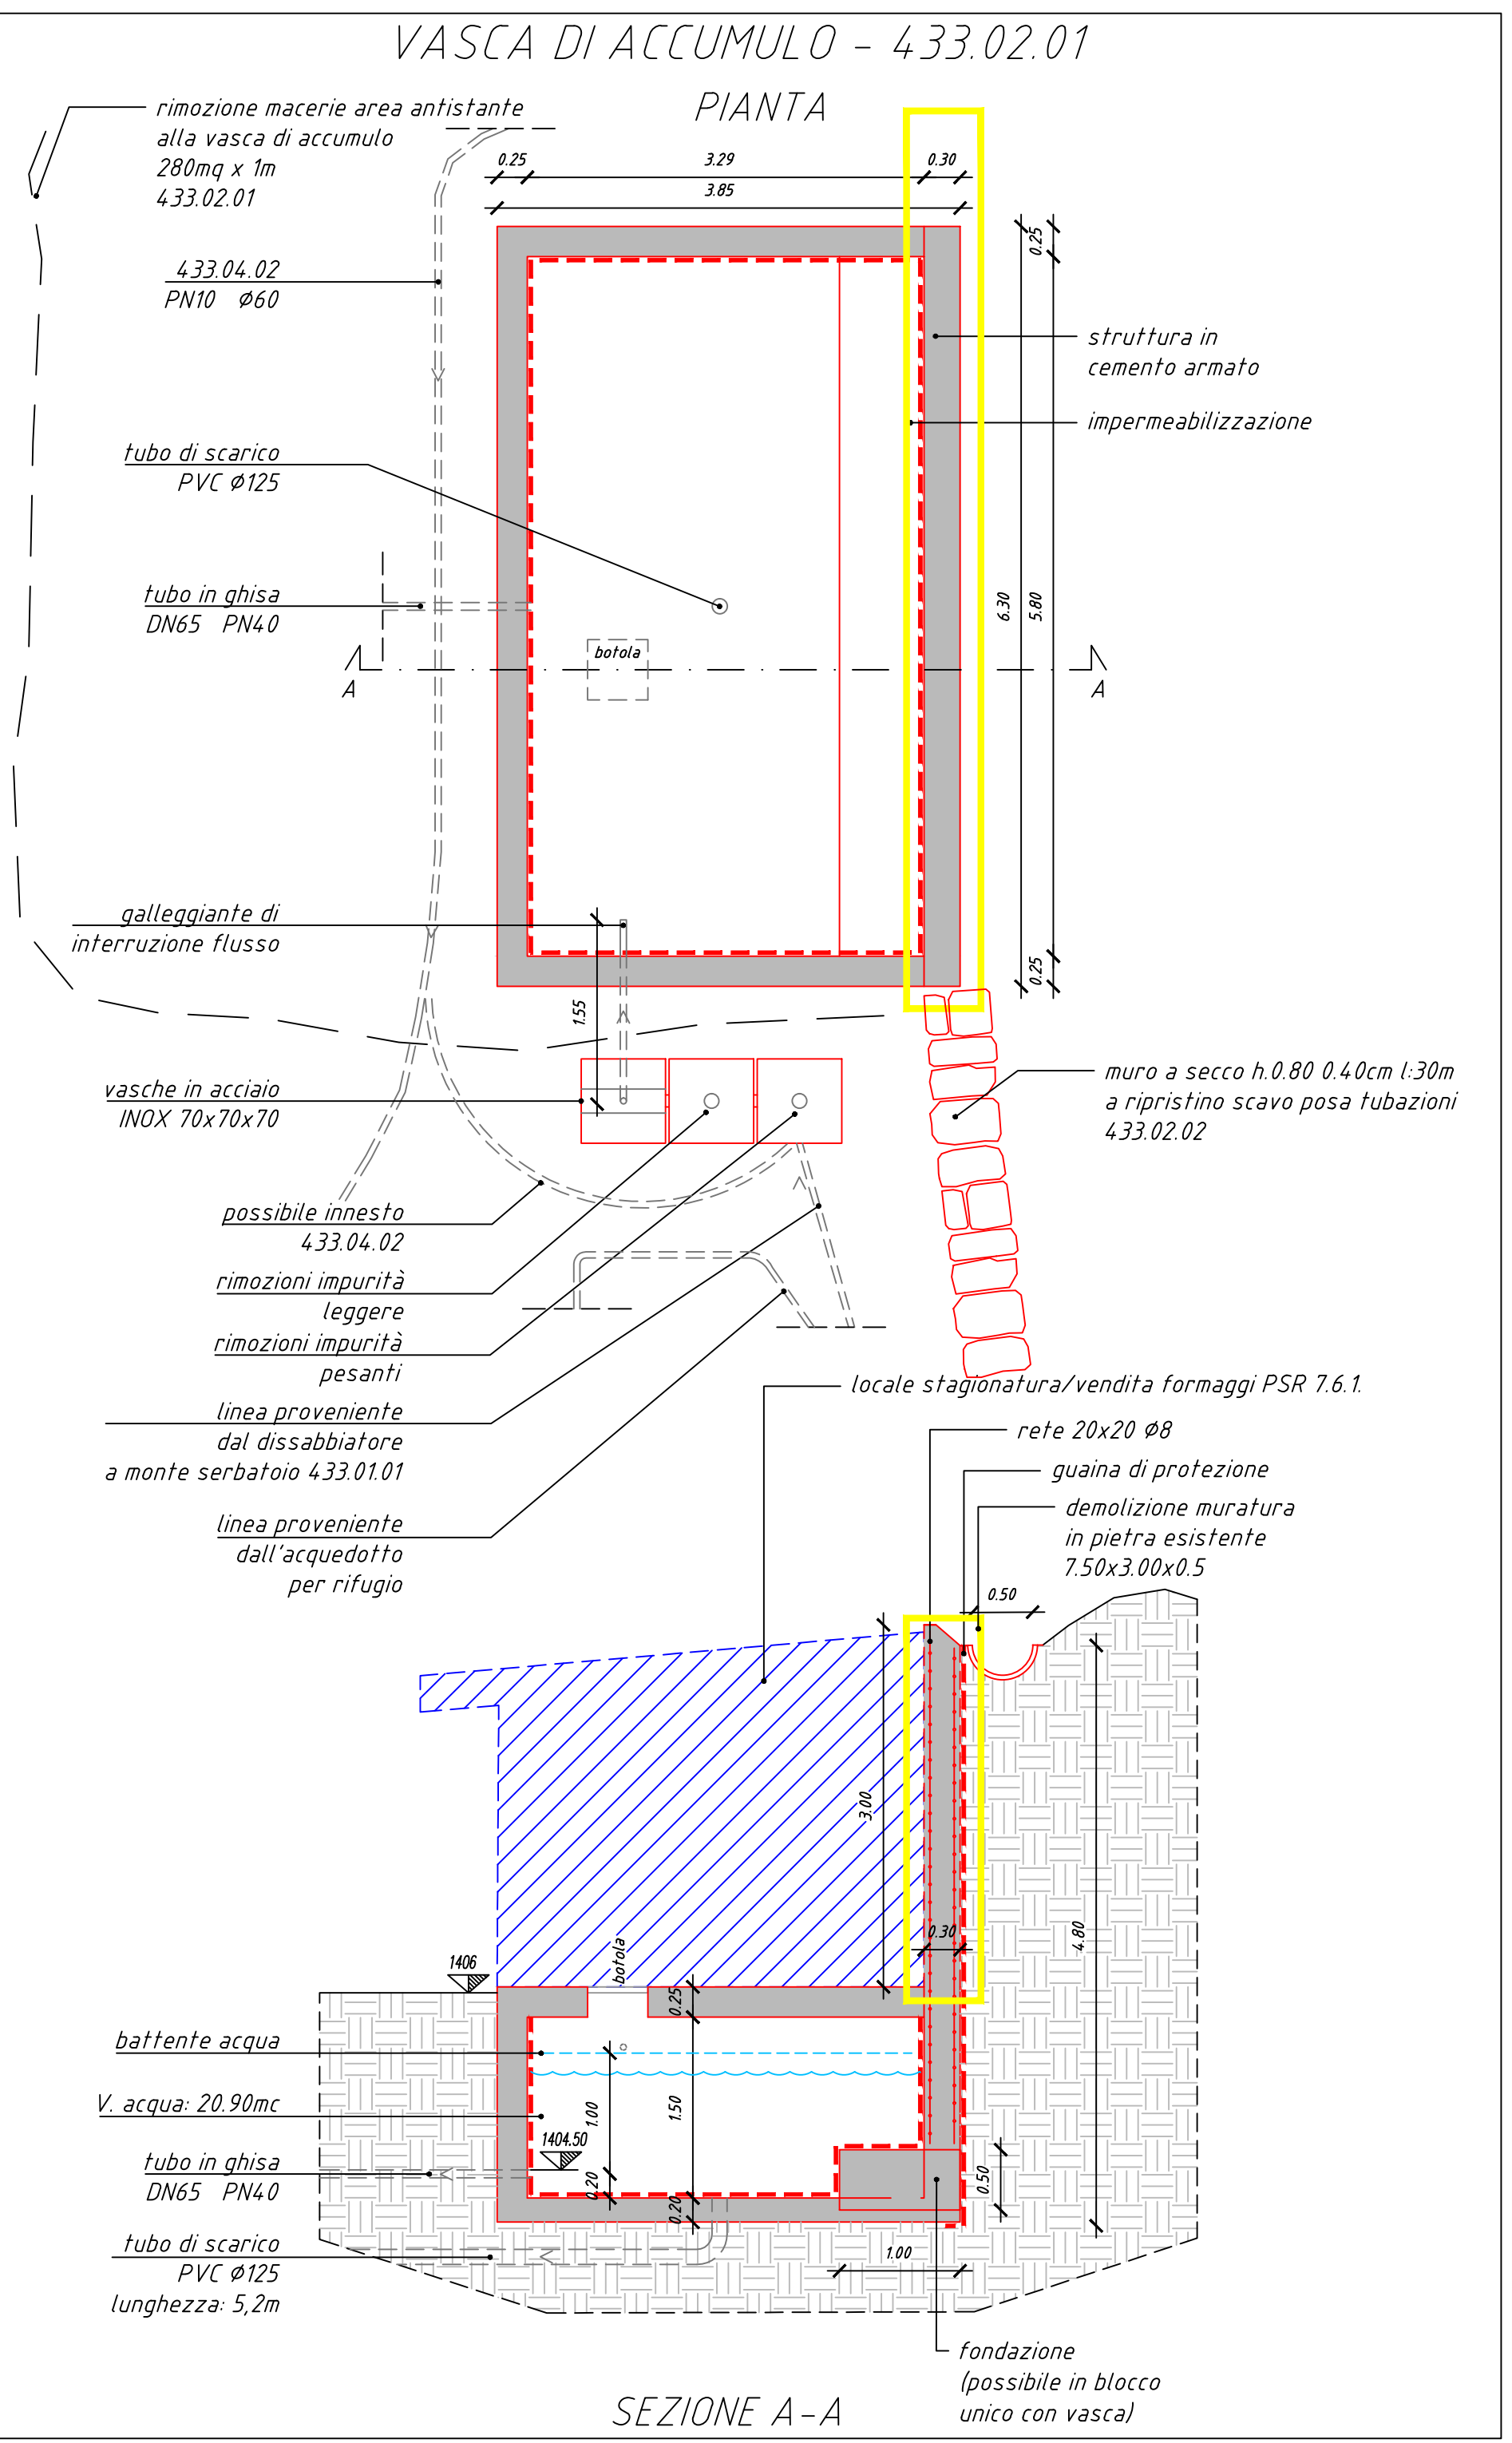 VASCA DI ACCUMULO - 433.02.01
PIANTA
rimozione macerie area antistante
alla vasca di accumulo
280mq x 1m
433.02.01
0.25
3.29
0.30
3.85
0.25
433.04.02
PN10 Ø60
struttura in
cemento armato
impermeabilizzazione
tubo di scarico
PVC Ø125
tubo in ghisa
DN65 PN40
6.30
5.80
botola
A
A
galleggiante di
interruzione flusso
0.25
1.55
vasche in acciaio
INOX 70x70x70
muro a secco h.0.80 0.40cm l:30m
a ripristino scavo posa tubazioni
433.02.02
possibile innesto
433.04.02
rimozioni impurità
leggere
rimozioni impurità
pesanti
linea proveniente
dal dissabbiatore
a monte serbatoio 433.01.01
linea proveniente
dall'acquedotto
per rifugio
locale stagionatura/vendita formaggi PSR 7.6.1.
rete 20x20 Ø8
guaina di protezione
demolizione muratura
in pietra esistente
7.50x3.00x0.5
0.50
3.00
0.30
4.80
1406
botola
0.25
battente acqua
V. acqua: 20.90mc
1.00
1.50
1404.50
tubo in ghisa
DN65 PN40
0.20
0.20
0.50
tubo di scarico
PVC Ø125
lunghezza: 5,2m
1.00
fondazione
(possibile in blocco
unico con vasca)
SEZIONE A-A